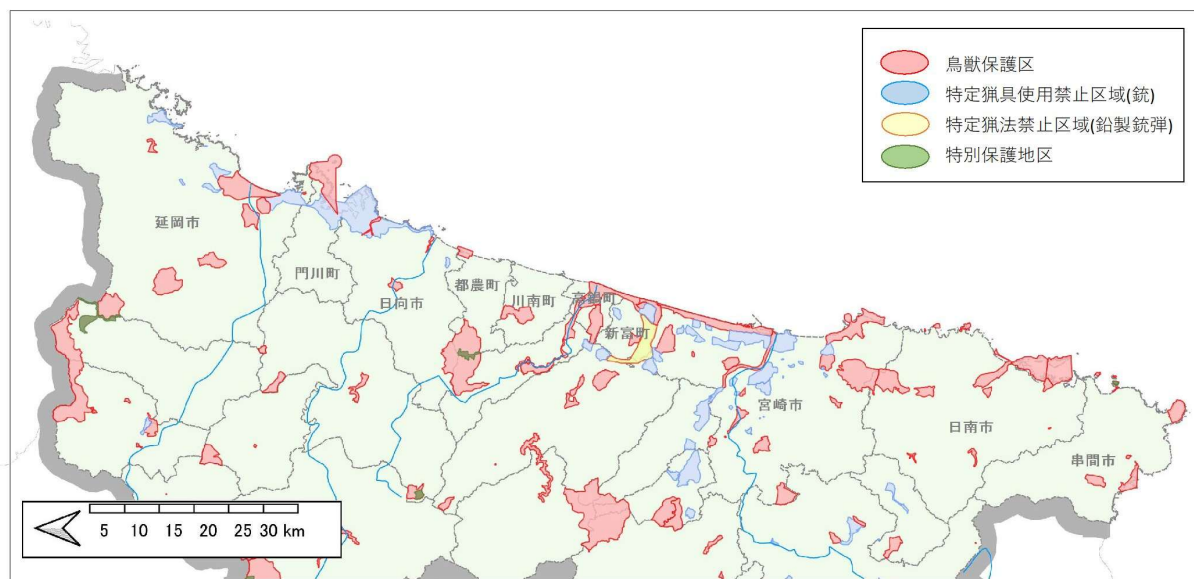 鳥獣保護区
特定猟具使用禁止区域(銃)
特定猟法禁止区域(鉛製銃弾)
特別保護地区
延岡市
門川町
日向市
都農町
川南町
高鍋町
新富町
宮崎市
日南市
串間市
5 10 15 20 25 30 km